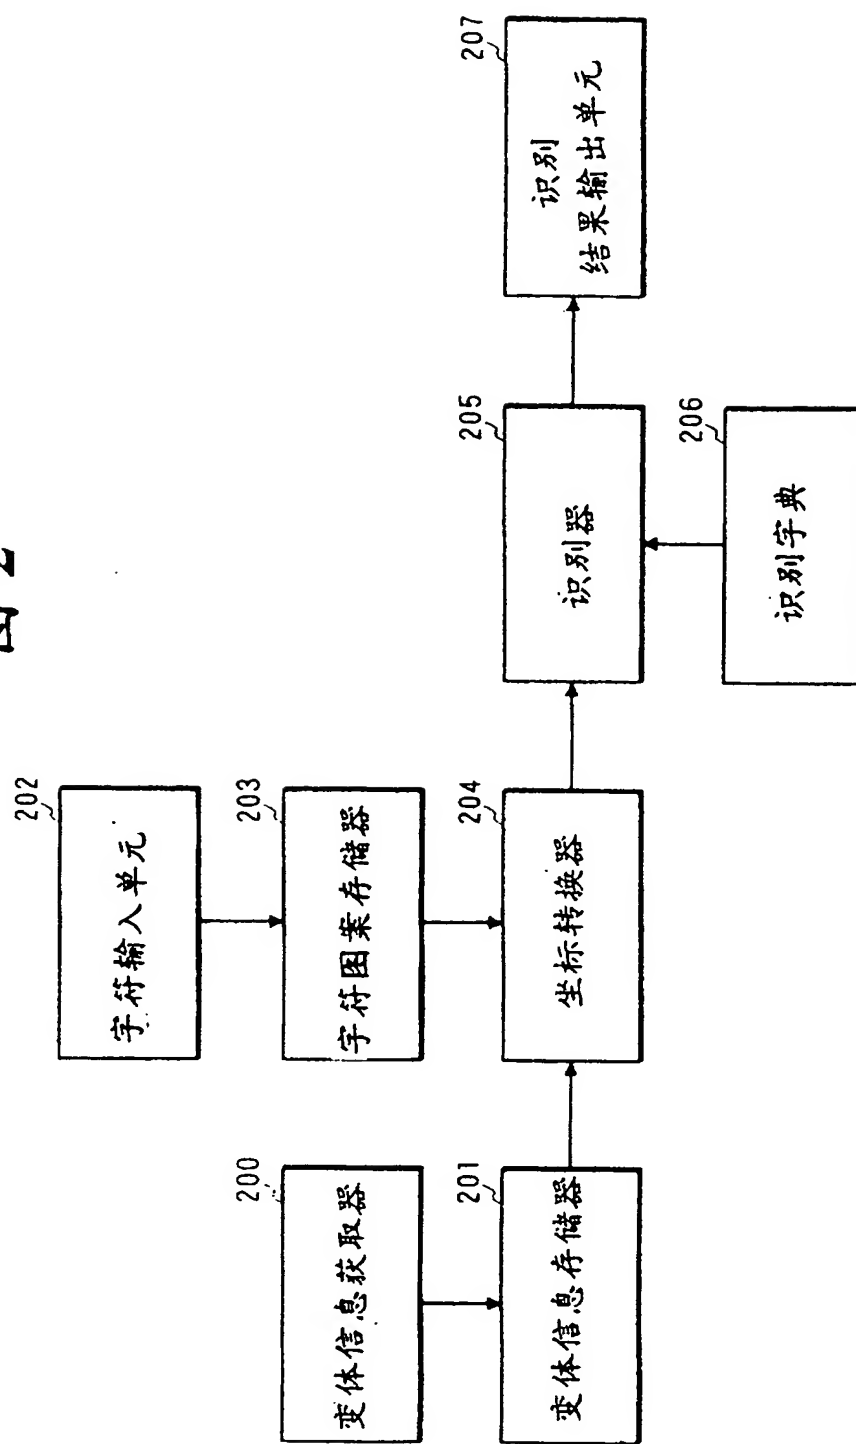 图 2
202
字符输入单元
200
变体信息获取器
203
字符图案存储器
201
变体信息存储器
204
坐标转换器
205
识别器
207
识别
结果输出单元
206
识别字典